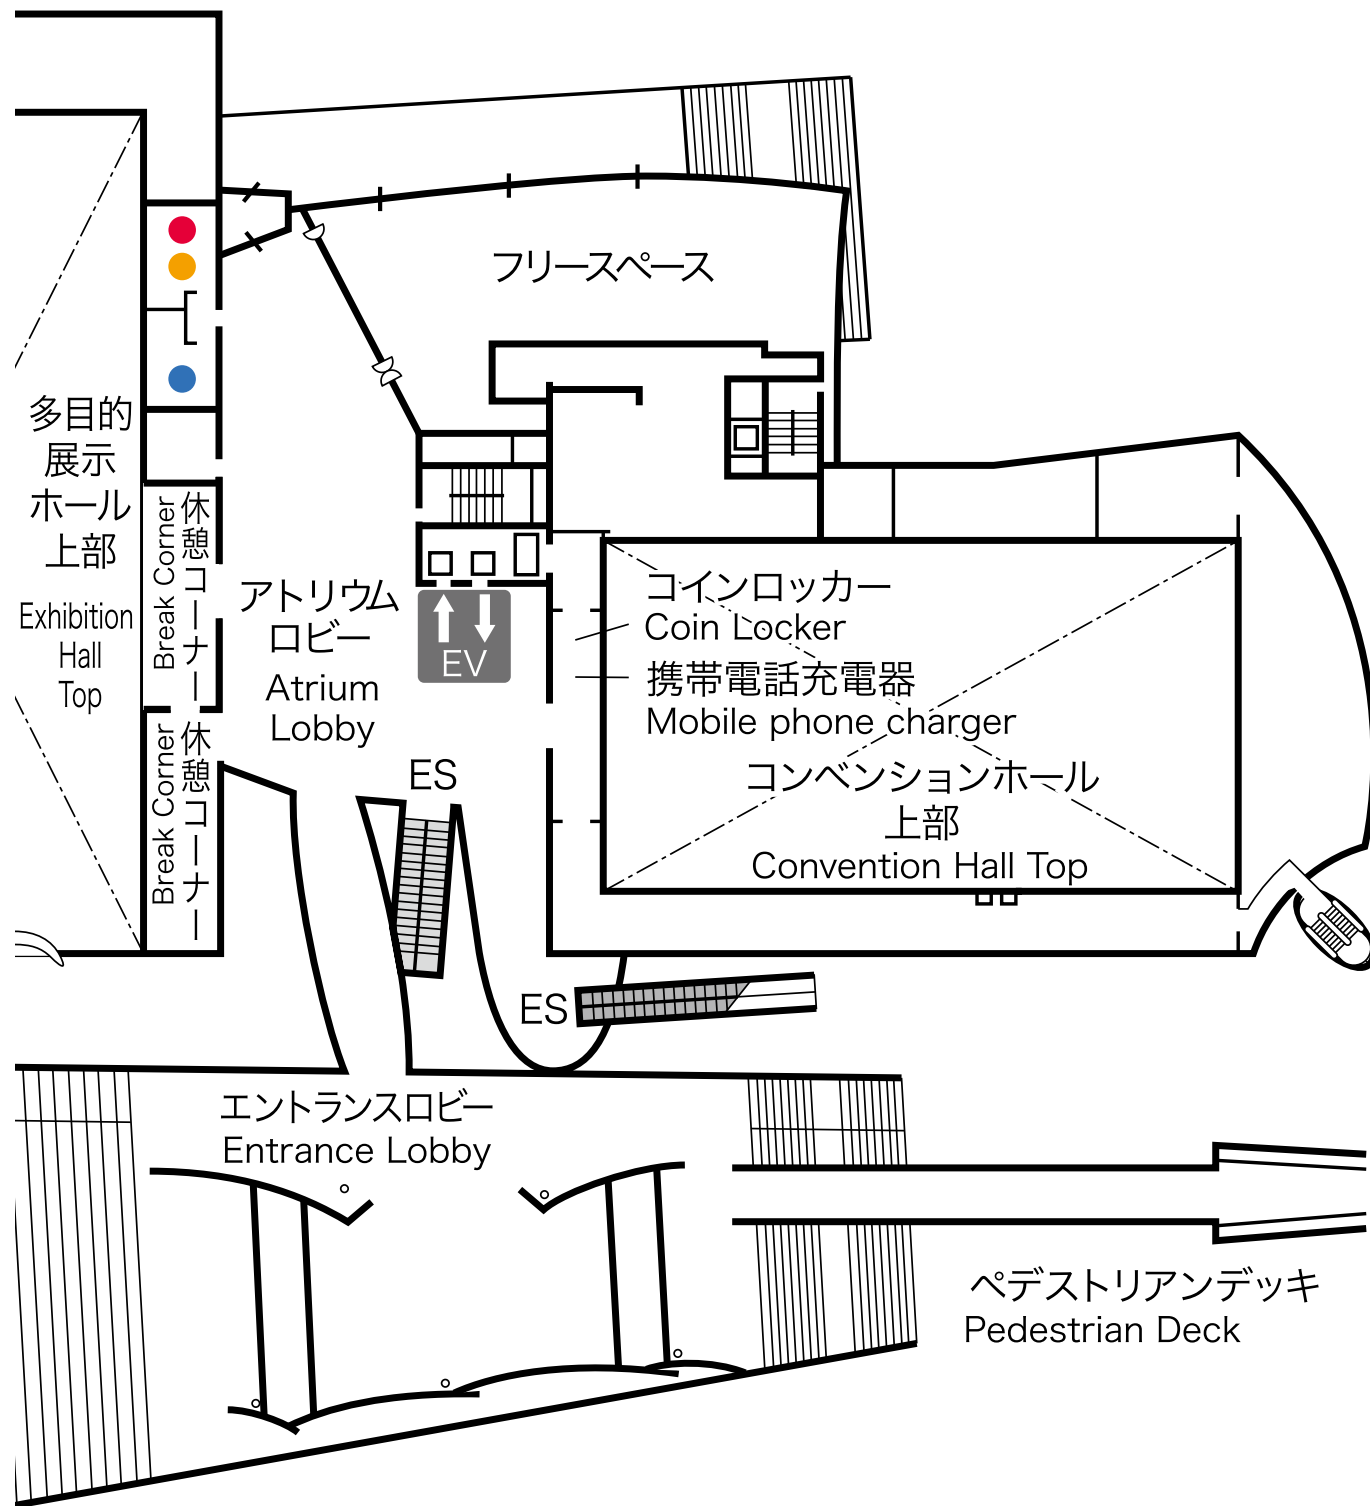 フリースペース
多目的
展示
ホール
上部
Exhibition
Hall
Top
休憩コーナー
Break Corner
休憩コーナー
Break Corner
アトリウム
ロビー
Atrium
Lobby
EV
コインロッカー
Coin Locker
携帯電話充電器
Mobile phone charger
コンベンションホール
上部
Convention Hall Top
ES
ES
エントランスロビー
Entrance Lobby
ペデストリアンデッキ
Pedestrian Deck